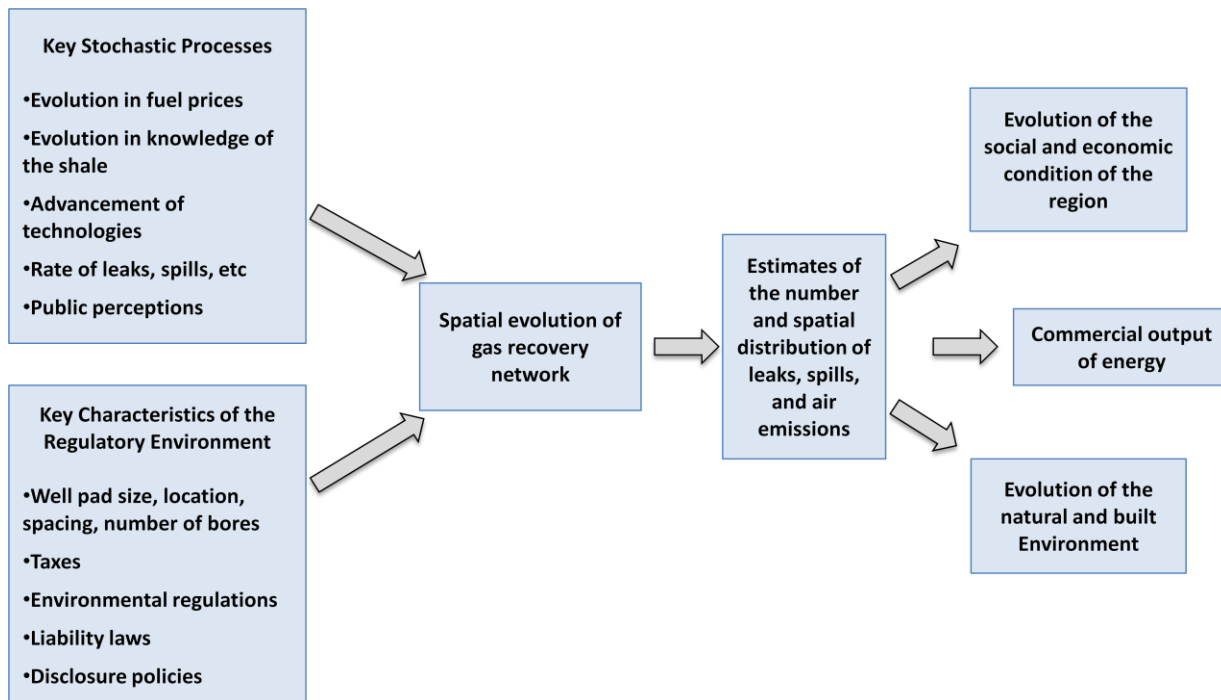 Key Stochastic Processes
•Evolution in fuel prices
•Evolution in knowledge of
the shale
•Advancement of
technologies
•Rate of leaks, spills, etc
•Public perceptions
Key Characteristics of the
Regulatory Environment
•Well pad size, location,
spacing, number of bores
•Taxes
•Environmental regulations
•Liability laws
•Disclosure policies
Spatial evolution of
gas recovery
network
Estimates of
the number
and spatial
distribution of
leaks, spills,
and air
emissions
Evolution of the
social and economic
condition of the
region
Commercial output
of energy
Evolution of the
natural and built
Environment